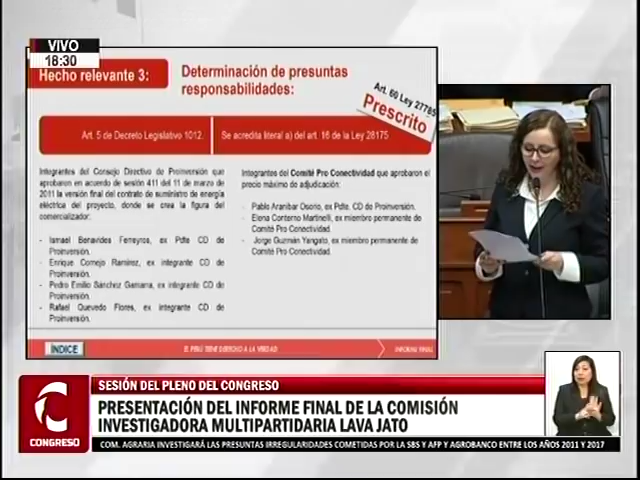 VIVO
18:30
Hecho relevante 3:
Determinación de presuntas
responsabilidades:
Art. 60 Ley 27785
Prescrito
Art. 5 de Decreto Legislativo 1012.
Se acredita literal a) del art. 16 de la Ley 28175
Integrantes del Consejo Directivo de Proinversión que
aprobaron en acuerdo de sesión 411 del 11 de marzo de
2011 la versión final del contrato de suministro de energía
eléctrica del proyecto, donde se crea la figura del
comercializador:
- Ismael Benavides Ferreyros, ex Pdte CD de
Proinversión.
- Enrique Cornejo Ramírez, ex integrante CD de
Proinversión.
- Pedro Emilio Sánchez Gamarra, ex integrante CD de
Proinversión.
- Rafael Quevedo Flores, ex integrante CD de
Proinversión.
Integrantes del Comité Pro Conectividad que aprobaron el
precio máximo de adjudicación:
- Pablo Aranibar Osorio, ex Pdte. CD de Proinversión.
- Elena Conterno Martinelli, ex miembro permanente de
Comité Pro Conectividad.
- Jorge Guzmán Yangato, ex miembro permanente de
Comité Pro Conectividad.
ÍNDICE
EL PERÚ TIENE DERECHO A LA VERDAD
INFORME FINAL
CONGRESO
SESIÓN DEL PLENO DEL CONGRESO
PRESENTACIÓN DEL INFORME FINAL DE LA COMISIÓN
INVESTIGADORA MULTIPARTIDARIA LAVA JATO
COM. AGRARIA INVESTIGARÁ LAS PRESUNTAS IRREGULARIDADES COMETIDAS POR LA SBS Y AFP Y AGROBANCO ENTRE LOS AÑOS 2011 Y 2017